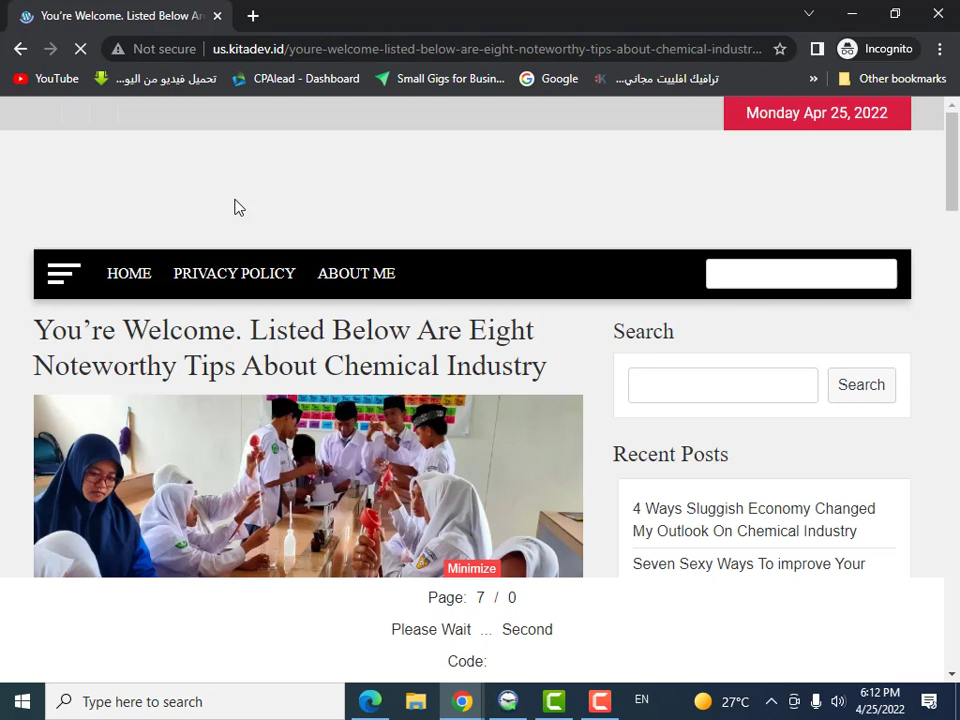 You're Welcome. Listed Below Ar
Not secure
us.kitadev.id/youre-welcome-listed-below-are-eight-noteworthy-tips-about-chemical-industr...
Incognito
YouTube
تحميل فيديو من اليو...
CPAlead - Dashboard
Small Gigs for Busin...
Google
ترافيك افلييت مجاني...
»
Other bookmarks
Monday Apr 25, 2022
HOME
PRIVACY POLICY
ABOUT ME
You're Welcome. Listed Below Are Eight
Noteworthy Tips About Chemical Industry
Search
Search
Recent Posts
4 Ways Sluggish Economy Changed
My Outlook On Chemical Industry
Seven Sexy Ways To improve Your
Minimize
Page: 7 / 0
Please Wait ... Second
Code:
Type here to search
EN
27°C
6:12 PM
4/25/2022